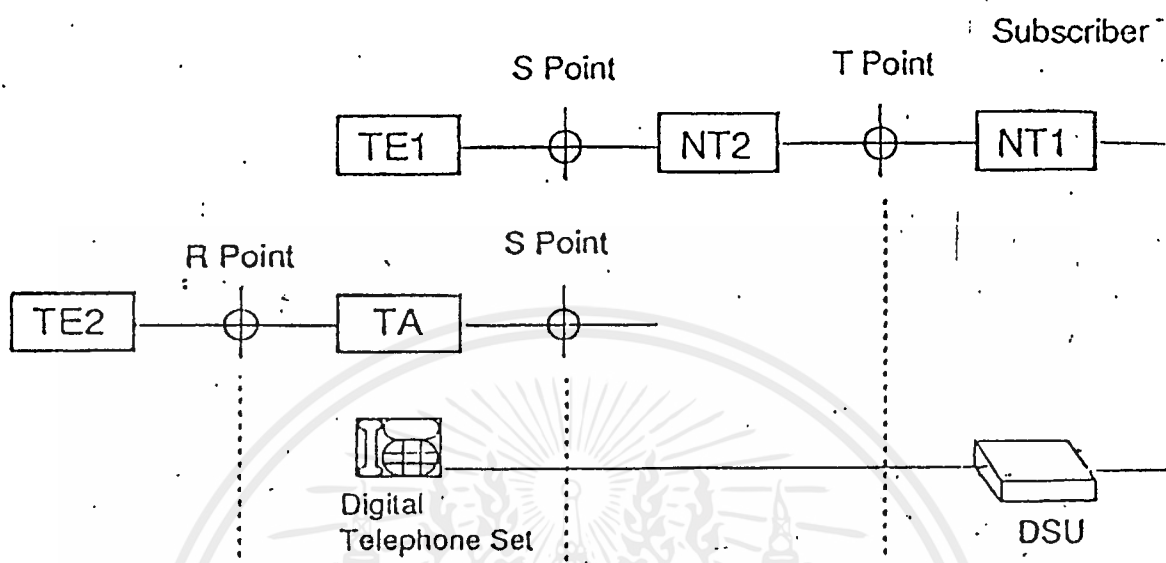 Subscriber
S Point
T Point
TE1
NT2
NT1
R Point
S Point
TE2
TA
Digital
Telephone Set
DSU